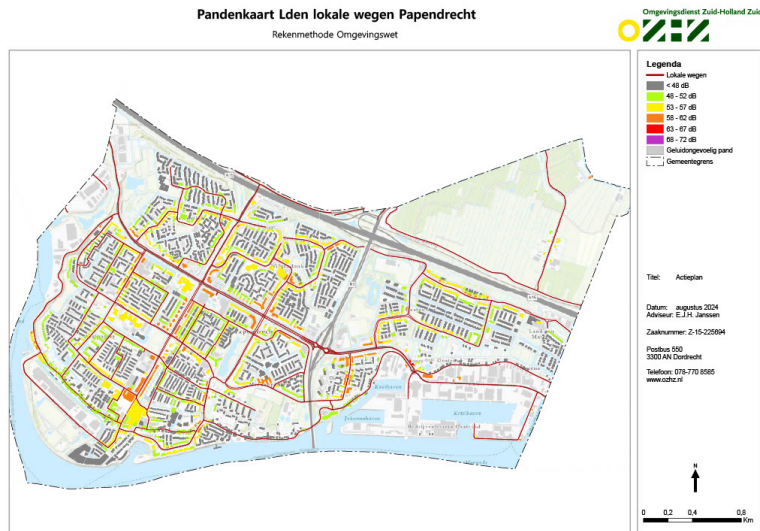 Pandenkaart Lden lokale wegen Papendrecht
Rekenmethode Omgevingswet
Omgevingsdienst Zuid-Holland Zuid
Legenda
Lokale wegen
< 48 dB
48 - 52 dB
53 - 57 dB
58 - 62 dB
63 - 67 dB
68 - 72 dB
Geluidongevoelig pand
Gemeentegrens
Titel: Actieplan
Datum: augustus 2024
Adviseur: E.J.H. Janssen
Zaaknummer: Z-15-225694
Postbus 550
3300 AN Dordrecht
Telefoon: 078-770 8585
www.ozhz.nl
N
0 0,2 0,4 0,8
Km